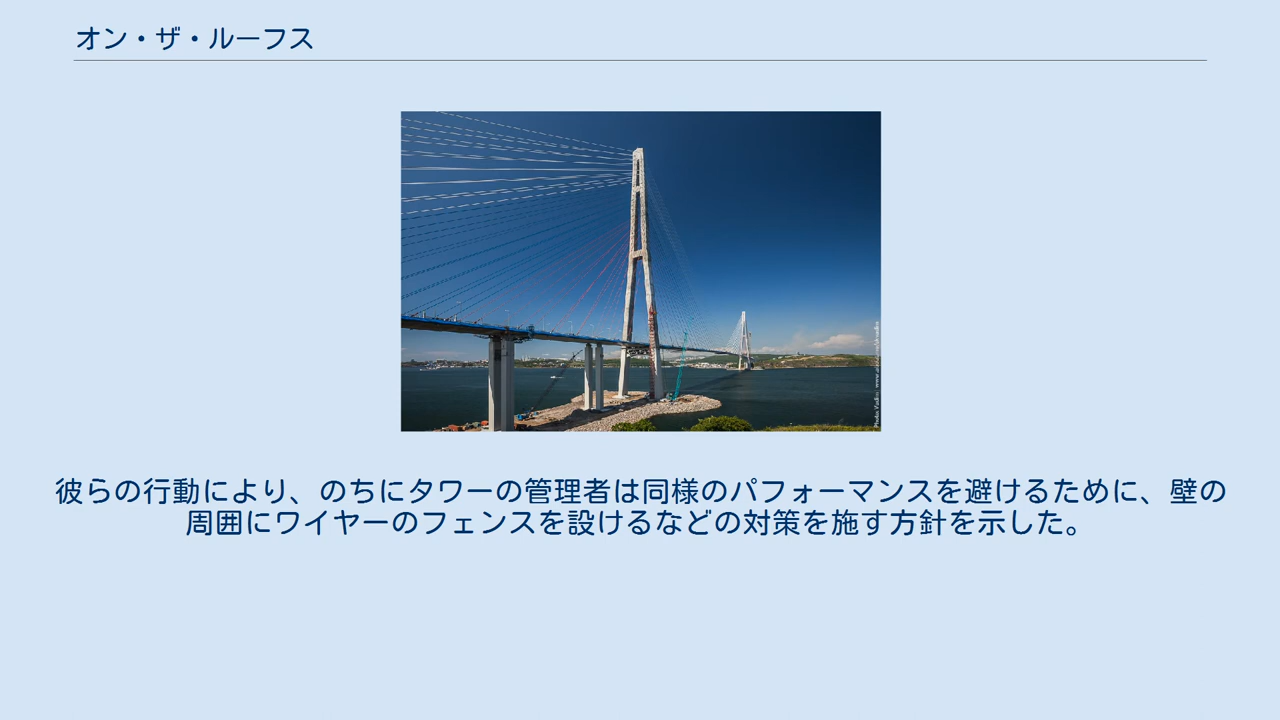 オン・ザ・ルーフス
彼らの行動により、のちにタワーの管理者は同様のパフォーマンスを避けるために、壁の
周囲にワイヤーのフェンスを設けるなどの対策を施す方針を示した。